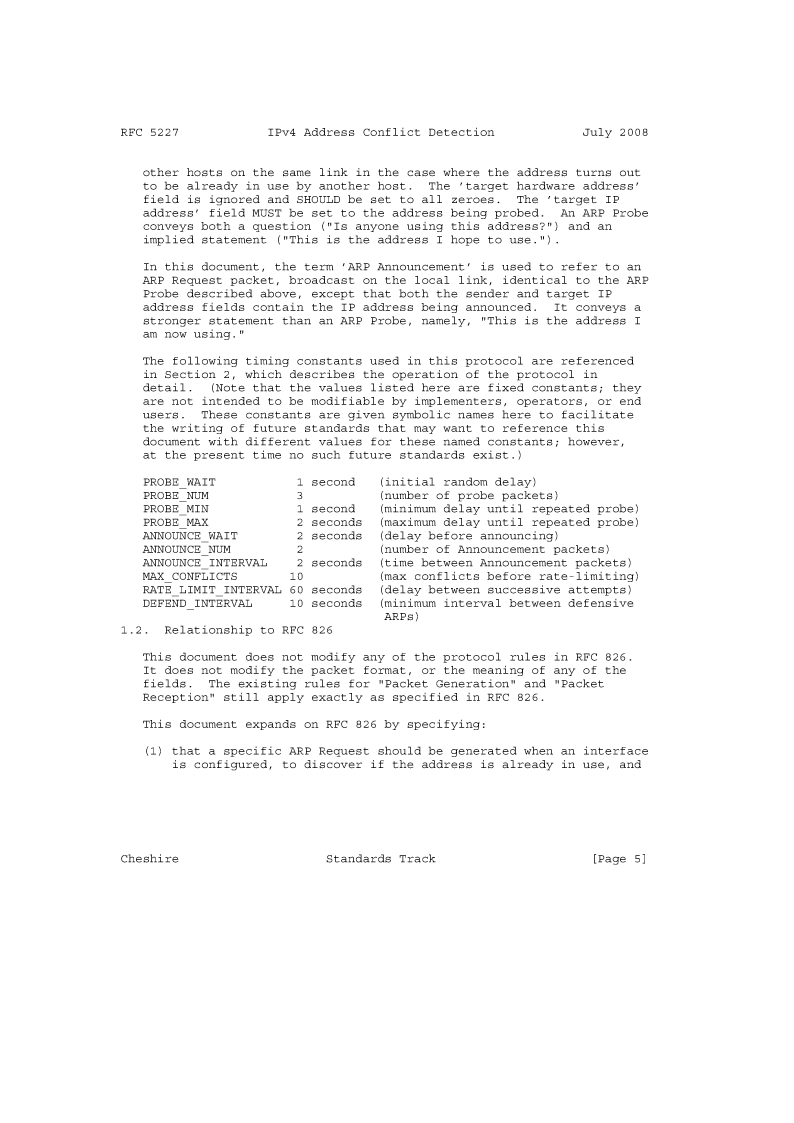 RFC 5227 IPv4 Address Conflict Detection July 2008
other hosts on the same link in the case where the address turns out
to be already in use by another host. The 'target hardware address'
field is ignored and SHOULD be set to all zeroes. The 'target IP
address' field MUST be set to the address being probed. An ARP Probe
conveys both a question ("Is anyone using this address?") and an
implied statement ("This is the address I hope to use.").
In this document, the term 'ARP Announcement' is used to refer to an
ARP Request packet, broadcast on the local link, identical to the ARP
Probe described above, except that both the sender and target IP
address fields contain the IP address being announced. It conveys a
stronger statement than an ARP Probe, namely, "This is the address I
am now using."
The following timing constants used in this protocol are referenced
in Section 2, which describes the operation of the protocol in
detail. (Note that the values listed here are fixed constants; they
are not intended to be modifiable by implementers, operators, or end
users. These constants are given symbolic names here to facilitate
the writing of future standards that may want to reference this
document with different values for these named constants; however,
at the present time no such future standards exist.)
PROBE_WAIT 1 second (initial random delay)
PROBE_NUM 3 (number of probe packets)
PROBE_MIN 1 second (minimum delay until repeated probe)
PROBE_MAX 2 seconds (maximum delay until repeated probe)
ANNOUNCE_WAIT 2 seconds (delay before announcing)
ANNOUNCE_NUM 2 (number of Announcement packets)
ANNOUNCE_INTERVAL 2 seconds (time between Announcement packets)
MAX_CONFLICTS 10 (max conflicts before rate-limiting)
RATE_LIMIT_INTERVAL 60 seconds (delay between successive attempts)
DEFEND_INTERVAL 10 seconds (minimum interval between defensive
ARPs)
1.2. Relationship to RFC 826
This document does not modify any of the protocol rules in RFC 826.
It does not modify the packet format, or the meaning of any of the
fields. The existing rules for "Packet Generation" and "Packet
Reception" still apply exactly as specified in RFC 826.
This document expands on RFC 826 by specifying:
(1) that a specific ARP Request should be generated when an interface
is configured, to discover if the address is already in use, and
Cheshire Standards Track [Page 5]